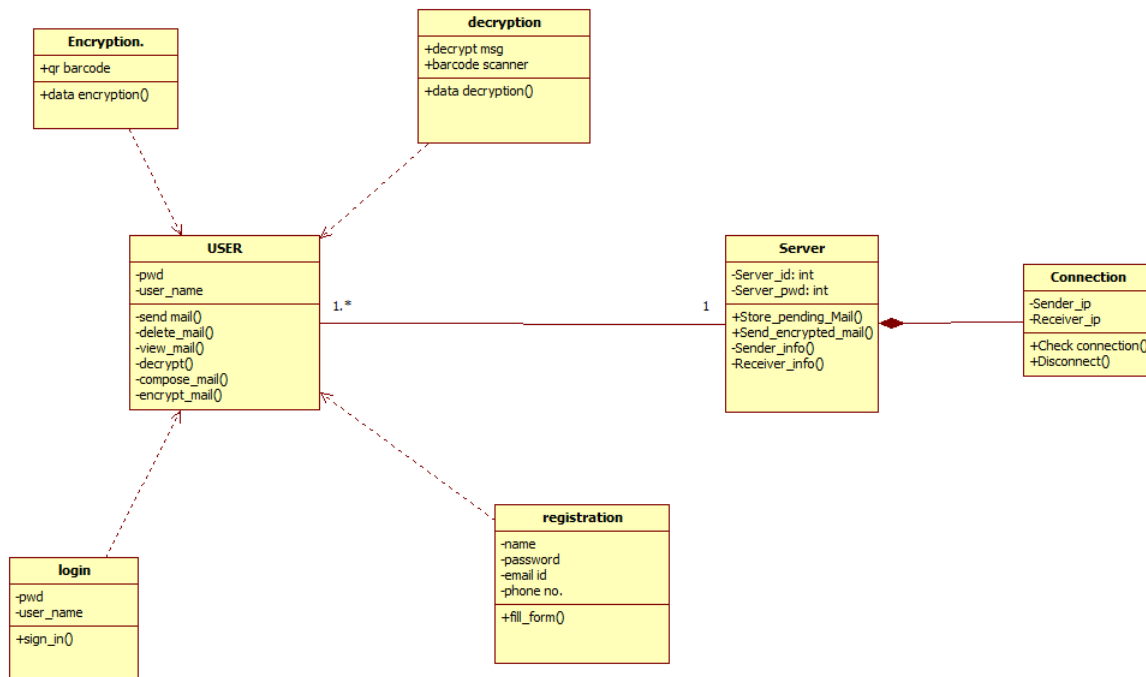 Encryption.
+qr barcode
+data encryption()
decryption
+decrypt msg
+barcode scanner
+data decryption()
USER
-pwd
-user_name
-send mail()
-delete_mail()
-view_mail()
-decrypt()
-compose_mail()
-encrypt_mail()
1.*
1
Server
-Server_id: int
-Server_pwd: int
+Store_pending_Mail()
+Send_encrypted_mail()
-Sender_info()
-Receiver_info()
Connection
-Sender_ip
-Receiver_ip
+Check connection()
+Disconnect()
login
-pwd
-user_name
+sign_in()
registration
-name
-password
-email id
-phone no.
+fill_form()